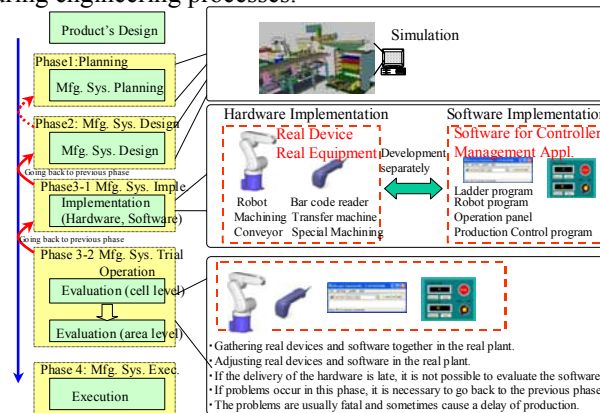 uring engineering processes.
Product's Design
Phase1:Planning
Mfg. Sys. Planning
Phase2: Mfg. Sys. Design
Mfg. Sys. Design
Going back to previous phase
Phase3-1 Mfg. Sys. Imple
Implementation
(Hardware, Software)
Going back to previous phase
Phase 3-2 Mfg. Sys. Trial
Operation
Evaluation (cell level)
Evaluation (area level)
Phase 4: Mfg. Sys. Exec.
Execution
Simulation
Hardware Implementation
Real Device
Real Equipment
Robot
Bar code reader
Machining
Transfer machine
Conveyor
Special Machining
Development
separately
Software Implementation
Software for Controller
Management Appl.
Ladder program
Robot program
Operation panel
Production Control program
・Gathering real devices and software together in the real plant.
・Adjusting real devices and software in the real plant.
・If the delivery of the hardware is late, it is not possible to evaluate the software
・If problems occur in this phase, it is necessary to go back to the previous phase
・The problems are usually fatal and sometimes cause a delay of production.